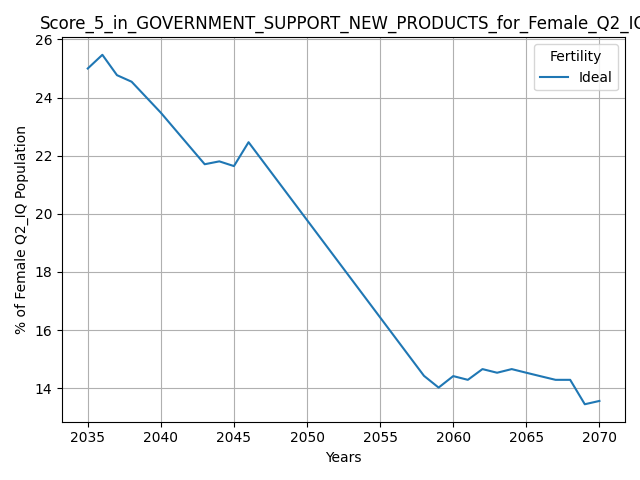 Score_5_in_GOVERNMENT_SUPPORT_NEW_PRODUCTS_for_Female_Q2_IQ
Fertility
Ideal
% of Female Q2_IQ Population
26
24
22
20
18
16
14
2035 2040 2045 2050 2055 2060 2065 2070
Years